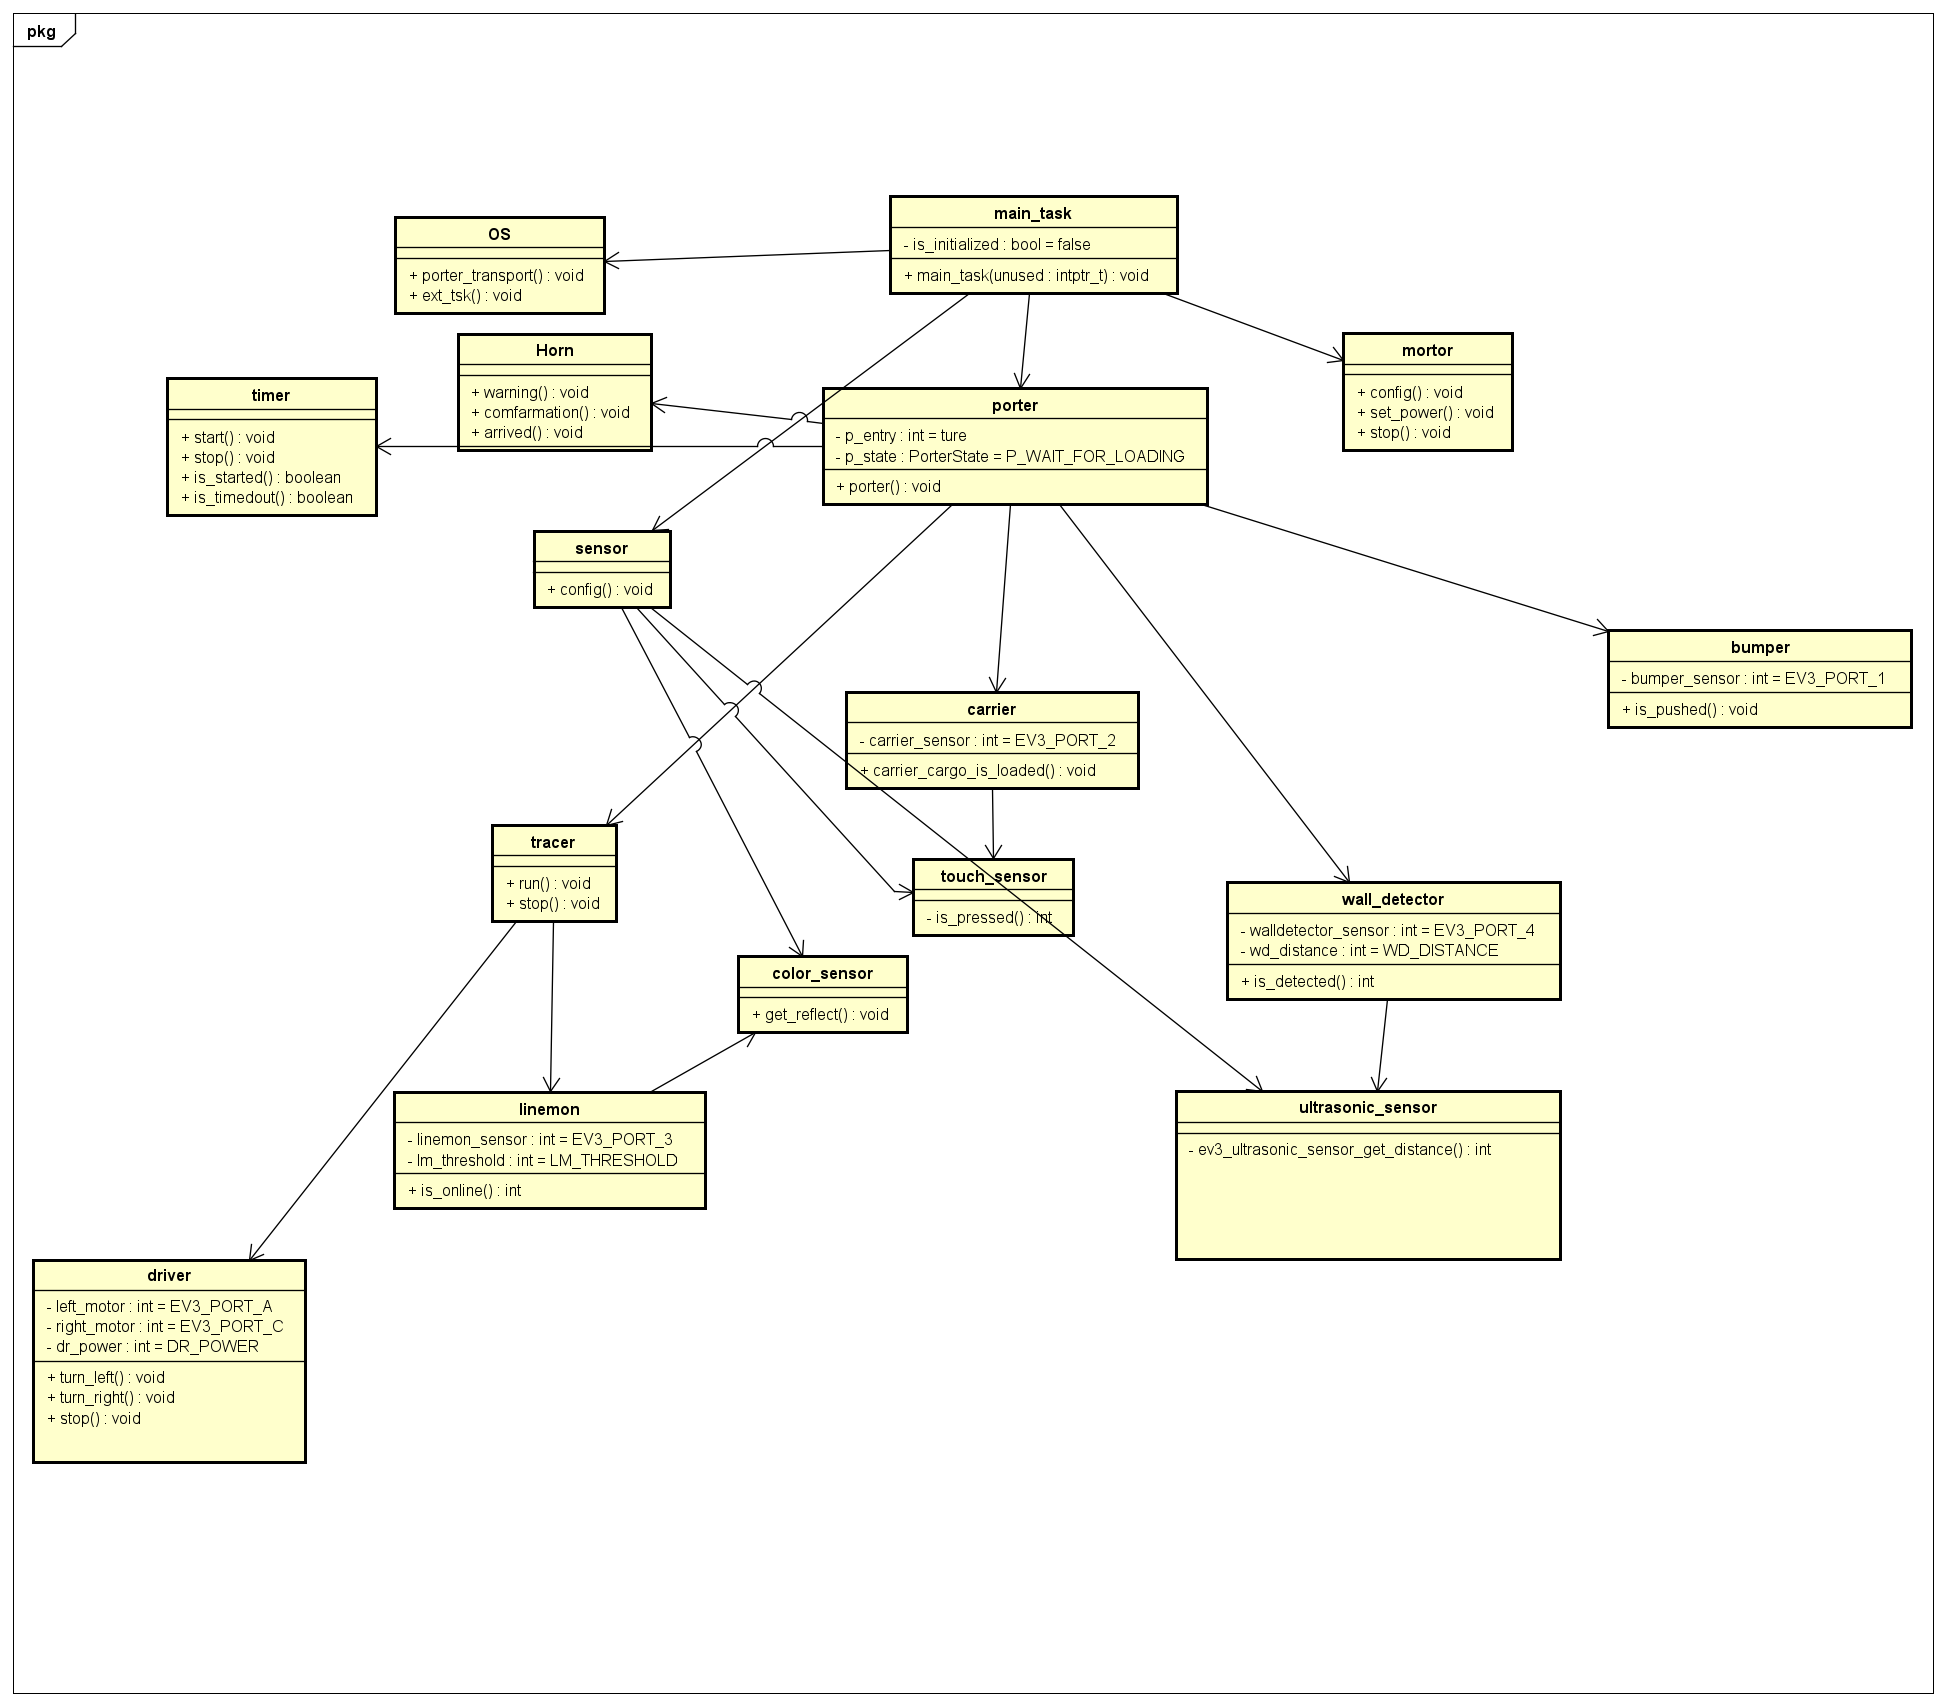 pkg
main_task
- is_initialized : bool = false
+ main_task(unused : intptr_t) : void
OS
+ porter_transport() : void
+ ext_tsk() : void
Horn
+ warning() : void
+ comfarmation() : void
+ arrived() : void
mortor
+ config() : void
+ set_power() : void
+ stop() : void
timer
+ start() : void
+ stop() : void
+ is_started() : boolean
+ is_timedout() : boolean
porter
- p_entry : int = ture
- p_state : PorterState = P_WAIT_FOR_LOADING
+ porter() : void
sensor
+ config() : void
bumper
- bumper_sensor : int = EV3_PORT_1
+ is_pushed() : void
carrier
- carrier_sensor : int = EV3_PORT_2
+ carrier_cargo_is_loaded() : void
tracer
+ run() : void
+ stop() : void
touch_sensor
- is_pressed() : int
wall_detector
- walldetector_sensor : int = EV3_PORT_4
- wd_distance : int = WD_DISTANCE
+ is_detected() : int
color_sensor
+ get_reflect() : void
linemon
- linemon_sensor : int = EV3_PORT_3
- lm_threshold : int = LM_THRESHOLD
+ is_online() : int
ultrasonic_sensor
- ev3_ultrasonic_sensor_get_distance() : int
driver
- left_motor : int = EV3_PORT_A
- right_motor : int = EV3_PORT_C
- dr_power : int = DR_POWER
+ turn_left() : void
+ turn_right() : void
+ stop() : void